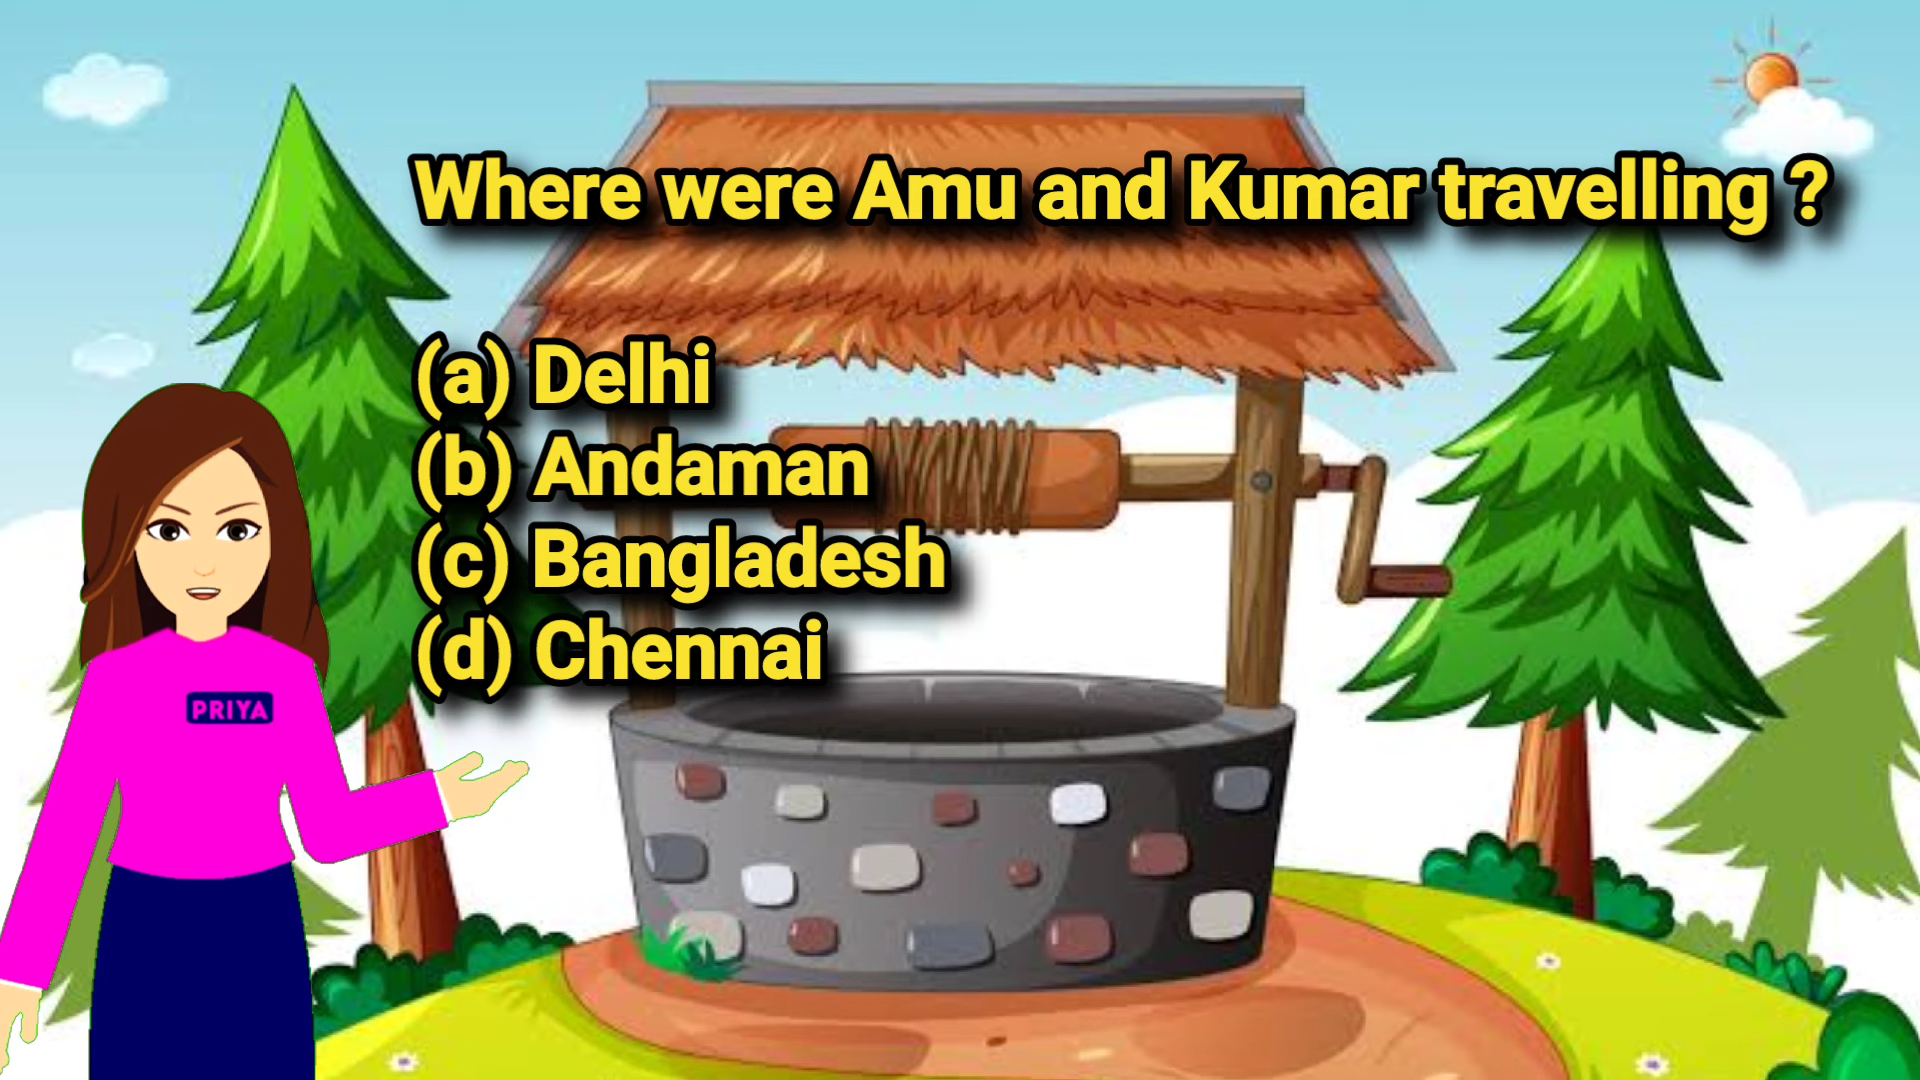 Where were Amu and Kumar travelling ?
(a) Delhi
(b) Andaman
(c) Bangladesh
(d) Chennai
PRIYA